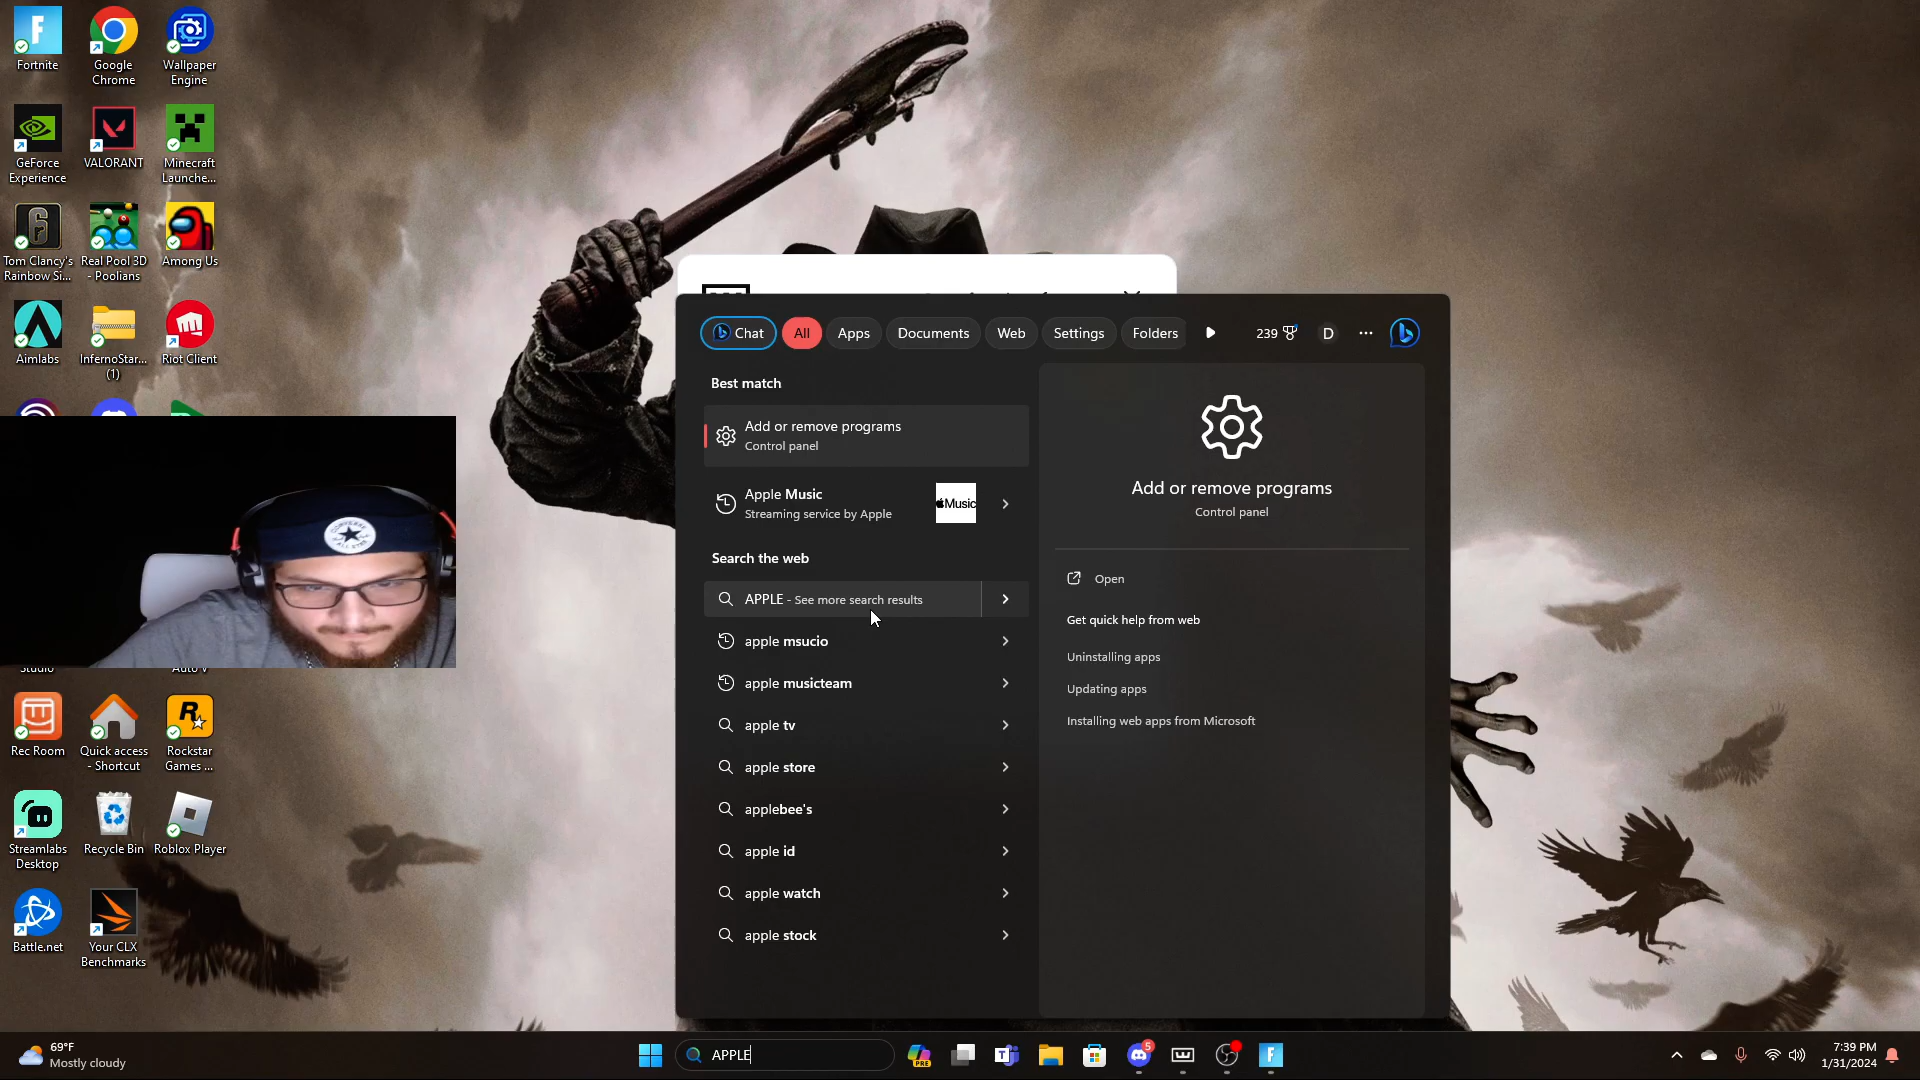 Fortnite
Google
Chrome
Wallpaper
Engine
GeForce
Experience
VALORANT
Minecraft
Launche...
Tom Clancy's
Rainbow Si...
Real Pool 3D
- Poolians
Among Us
Aimlabs
InfernoStar...
(1)
Riot Client
CONVERSE
ALL STAR
Studio
Auto V
Rec Room
Quick access
- Shortcut
Rockstar
Games ...
Streamlabs
Desktop
Recycle Bin
Roblox Player
Battle.net
Your CLX
Benchmarks
Chat
All
Apps
Documents
Web
Settings
Folders
239
D
Best match
Add or remove programs
Control panel
Apple Music
Streaming service by Apple
Music
Search the web
APPLE - See more search results
apple msucio
apple musicteam
apple tv
apple store
applebee's
apple id
apple watch
apple stock
Add or remove programs
Control panel
Open
Get quick help from web
Uninstalling apps
Updating apps
Installing web apps from Microsoft
69°F
Mostly cloudy
APPLE
PRE
5
7:39 PM
1/31/2024